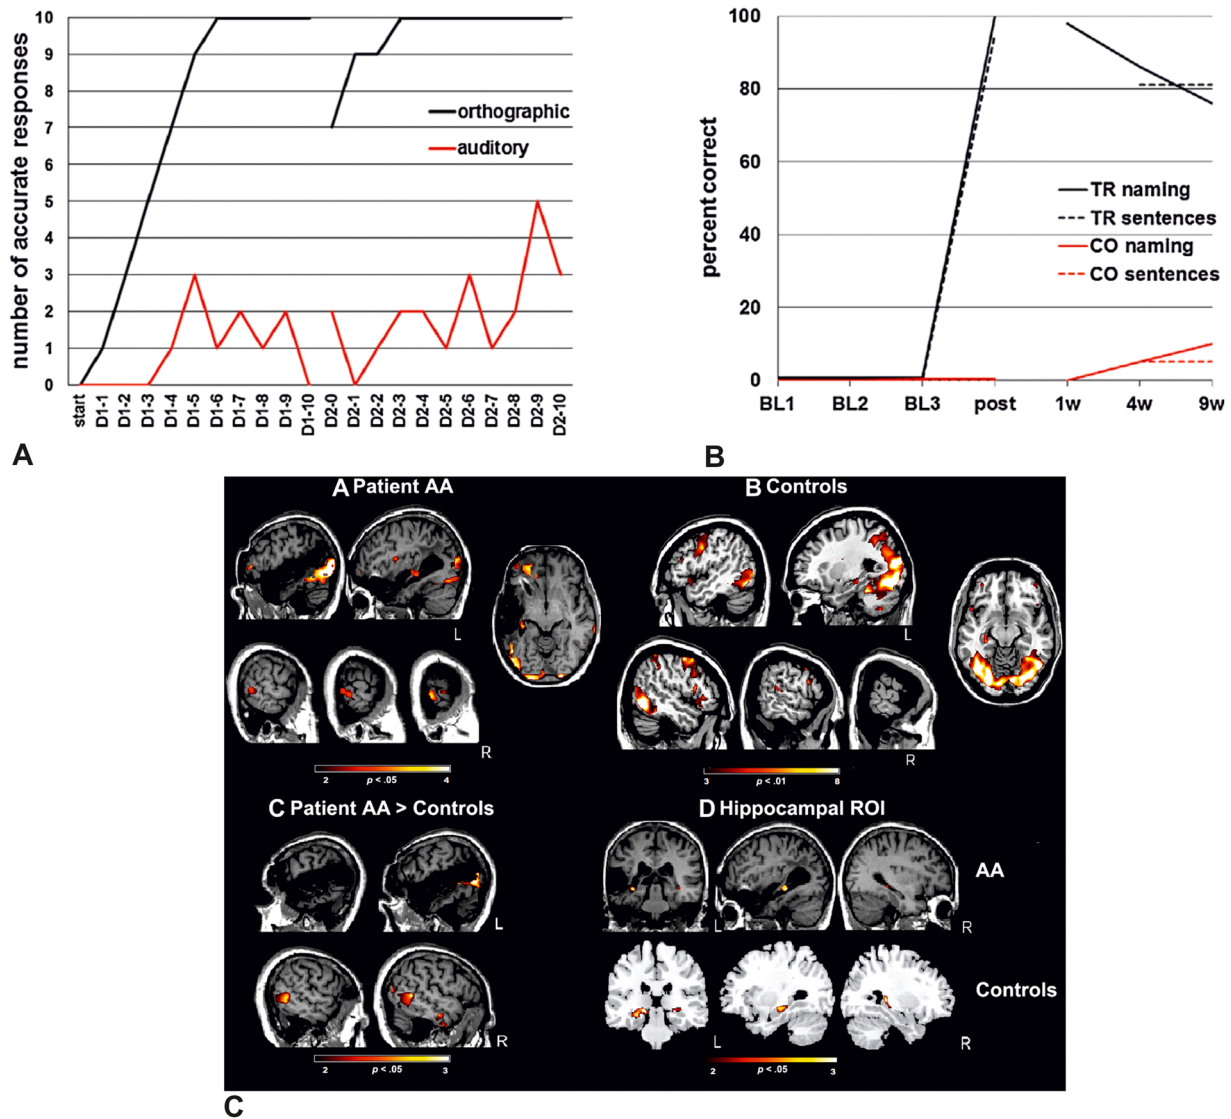 number of accurate responses
10
9
8
7
6
5
4
3
2
1
0
orthographic
auditory
start
D1-1
D1-2
D1-3
D1-4
D1-5
D1-6
D1-7
D1-8
D1-9
D1-10
D2-0
D2-1
D2-2
D2-3
D2-4
D2-5
D2-6
D2-7
D2-8
D2-9
D2-10
A
percent correct
100
80
60
40
20
0
TR naming
TR sentences
CO naming
CO sentences
BL1 BL2 BL3 post 1w 4w 9w
B
A Patient AA
L
R
2 p < .05 4
B Controls
L
R
3 p < .01 8
C Patient AA > Controls
L
R
2 p < .05 3
D Hippocampal ROI
AA
L
R
Controls
L
R
2 p < .05 3
C